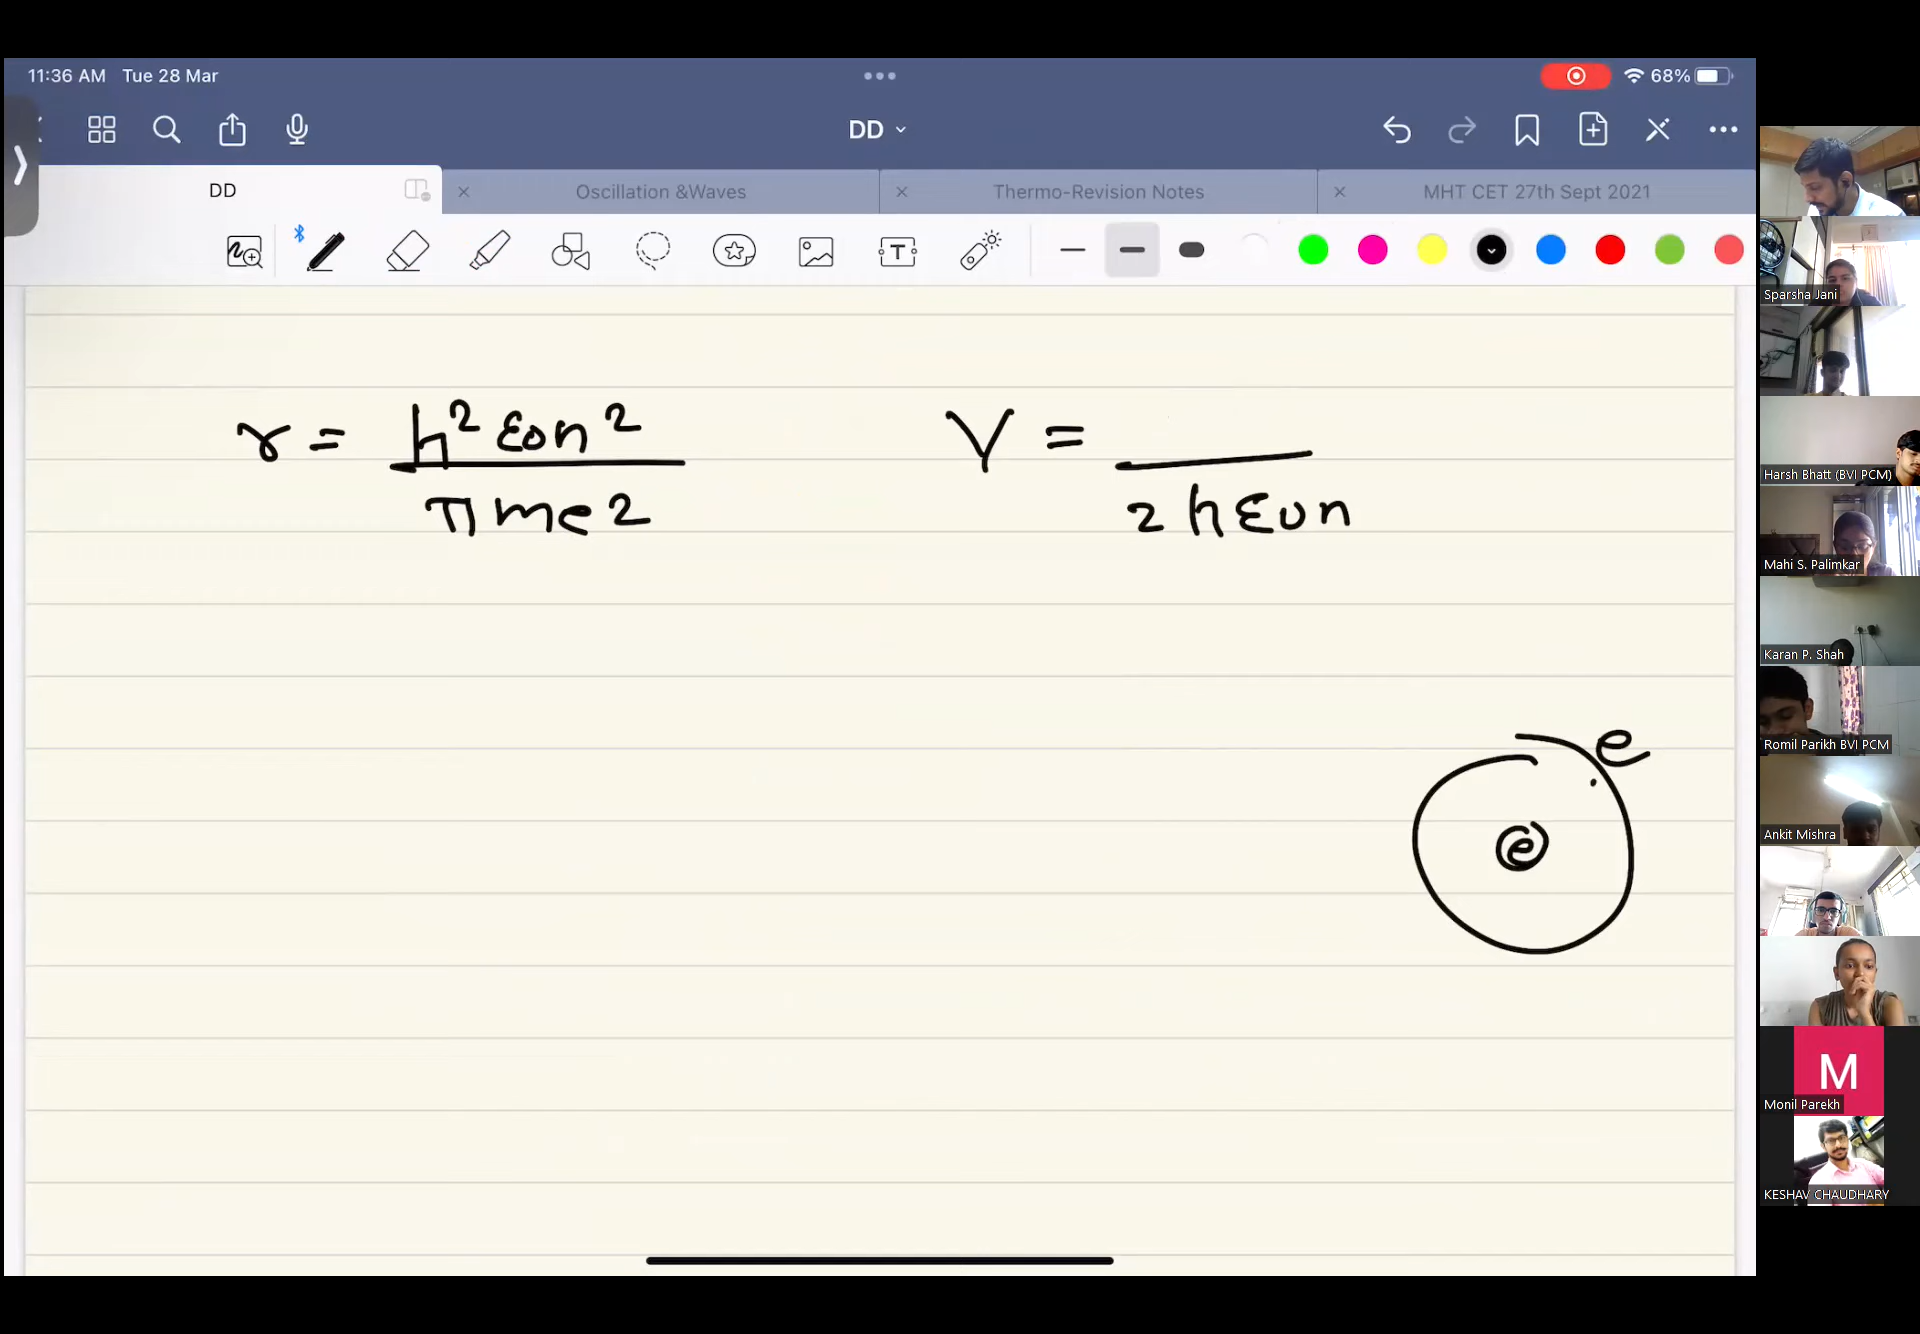 11:36 AM Tue 28 Mar
68%
DD
DD
Oscillation &Waves
Thermo-Revision Notes
MHT CET 27th Sept 2021
T
r = h² ε0n²
πme2
V =
2hε0n
e
e
Sparsha Jani
Harsh Bhatt (BVI PCM)
Mahi S. Palimkar
Karan P. Shah
Romil Parikh BVI PCM
Ankit Mishra
M
Monil Parekh
KESHAV CHAUDHARY